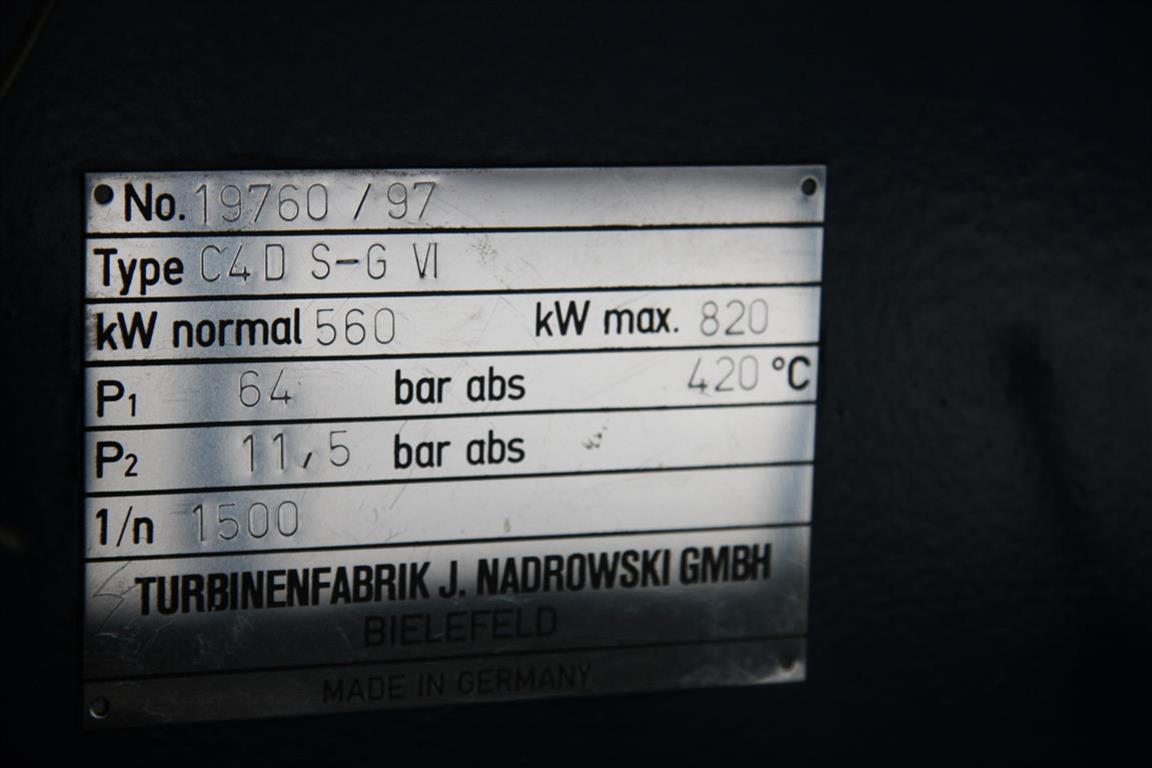 No. 19760 / 97
Type C4 D S-G VI
kW normal 560 kW max. 820
P1 64 bar abs 420 °C
P2 11,5 bar abs
1/n 1500
TURBINENFABRIK J. NADROWSKI GMBH
BIELEFELD
MADE IN GERMANY